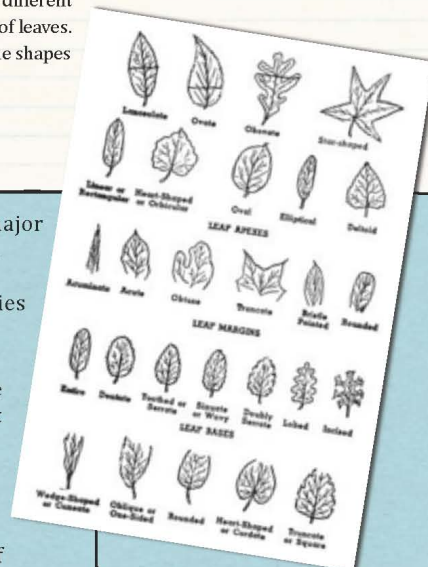 different
of leaves.
e shapes
Lanceolate
Ovate
Obovate
Star-shaped
Linear or
Rectangular
Heart-Shaped
or Orbicular
Oval
Elliptical
Deltoid
LEAF APEXES
Acuminate
Acute
Obtuse
Truncate
Bristle
Pointed
Rounded
LEAF MARGINS
Entire
Dentate
Toothed or
Serrate
Sinuate
or Wavy
Doubly
Serrate
Lobed
Incised
LEAF BASES
Wedge-Shaped
or Cuneate
Oblique or
One-Sided
Rounded
Heart-Shaped
or Cordate
Truncate
or Square
ajor
ies
e
f